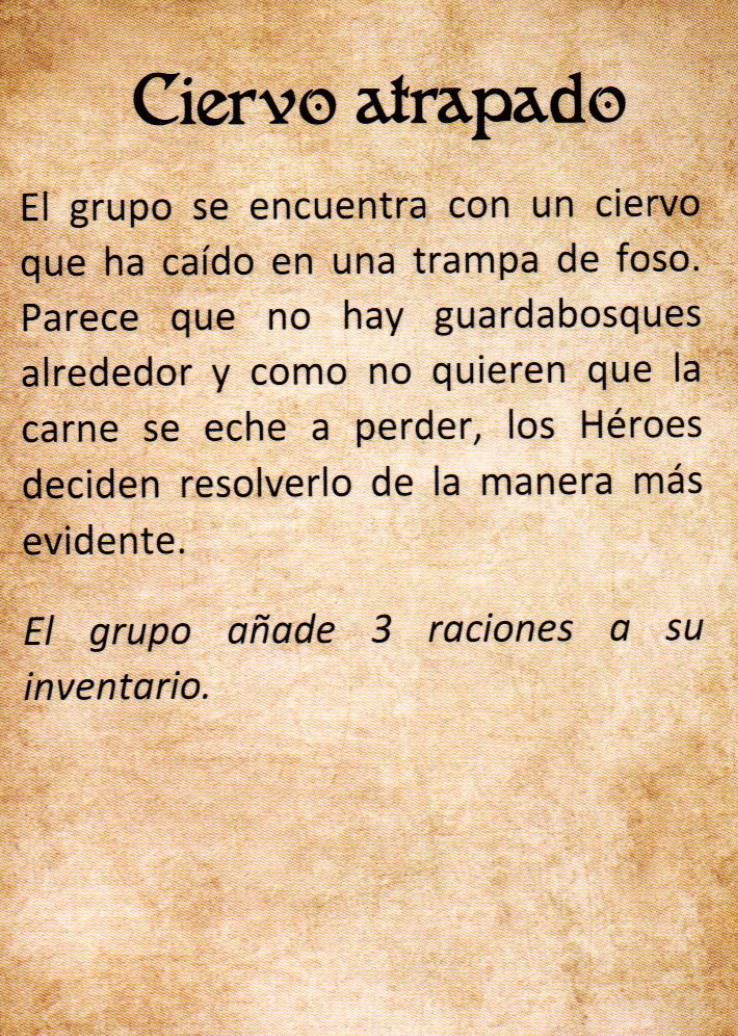 Ciervo atrapado
El grupo se encuentra con un ciervo
que ha caído en una trampa de foso.
Parece que no hay guardabosques
alrededor y como no quieren que la
carne se eche a perder, los Héroes
deciden resolverlo de la manera más
evidente.
El grupo añade 3 raciones a su
inventario.